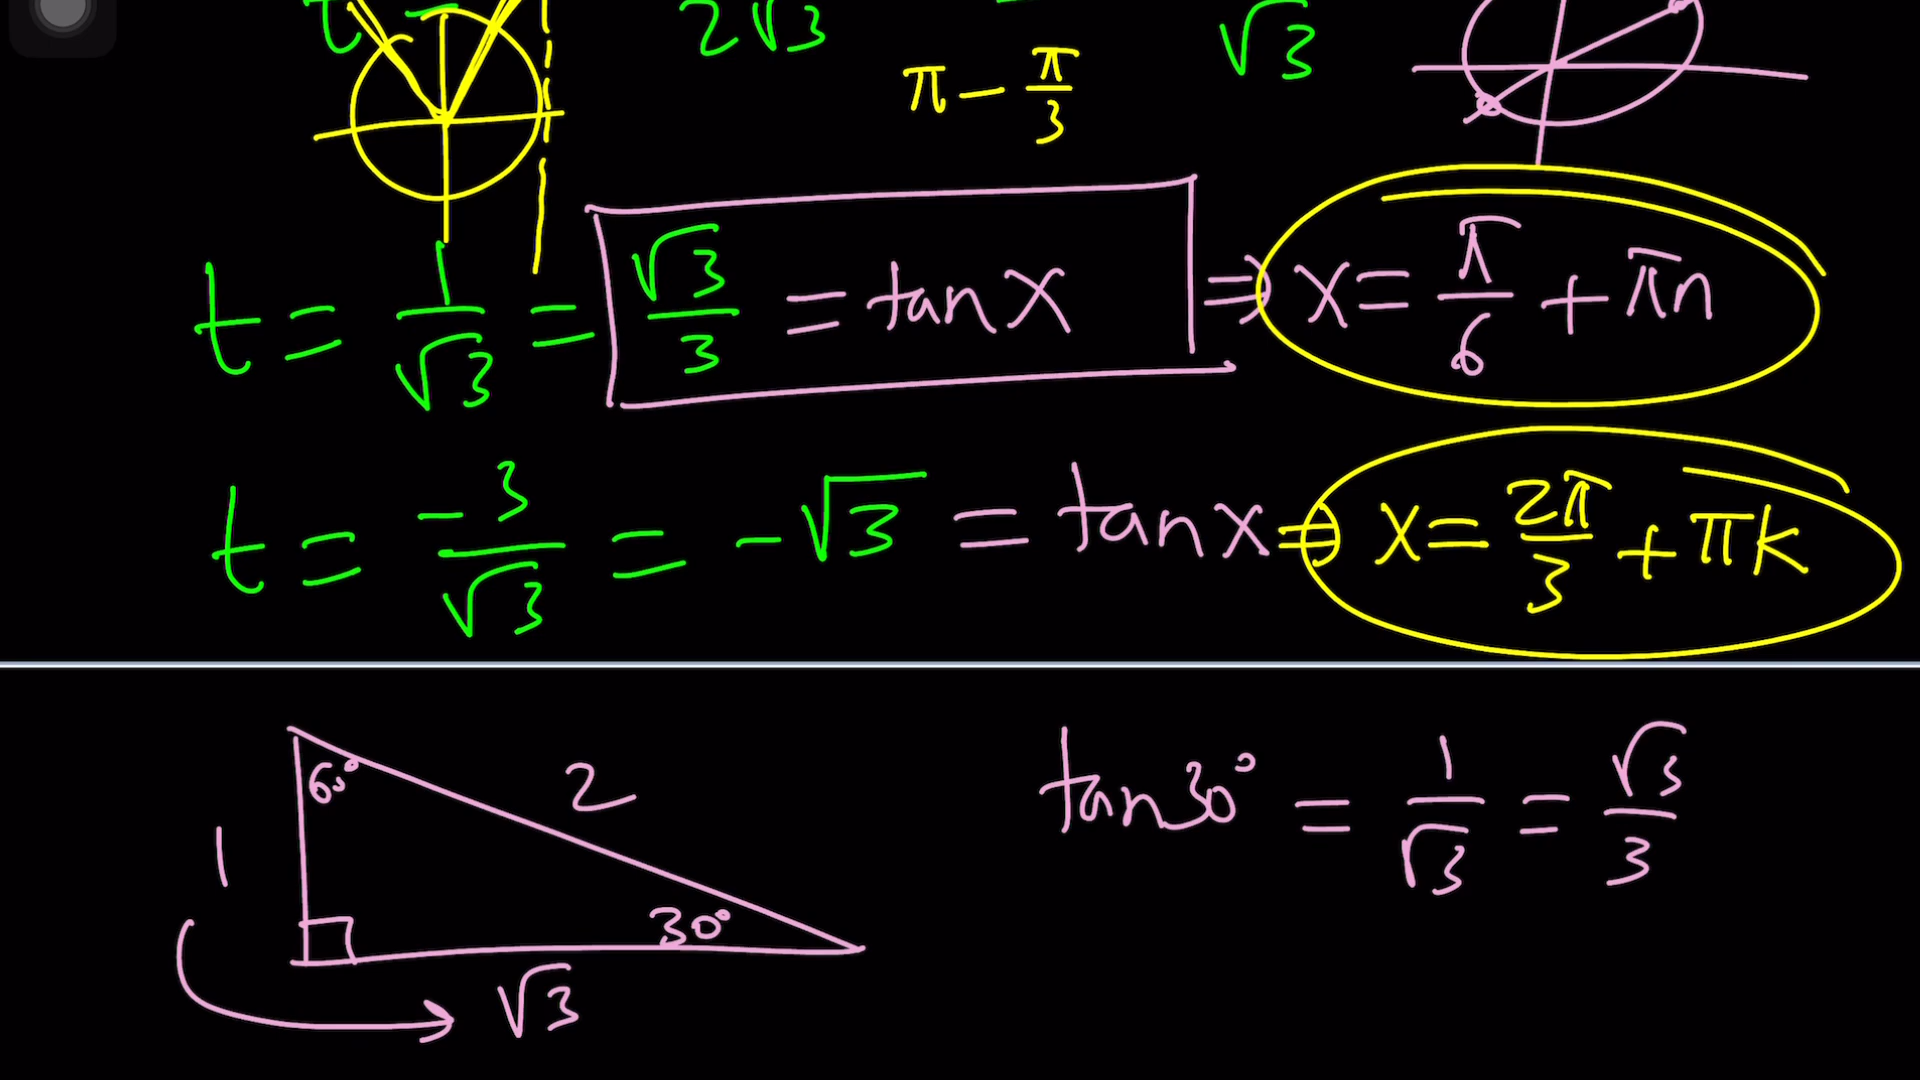 t
2√3
√3
π - π/3
t = 1/√3 = √3/3 = tan x ⇒ x = π/6 + πn
t = -3/√3 = -√3 = tan x ⇒ x = 2π/3 + πk
60°
2
1
30°
√3
tan 30° = 1/√3 = √3/3